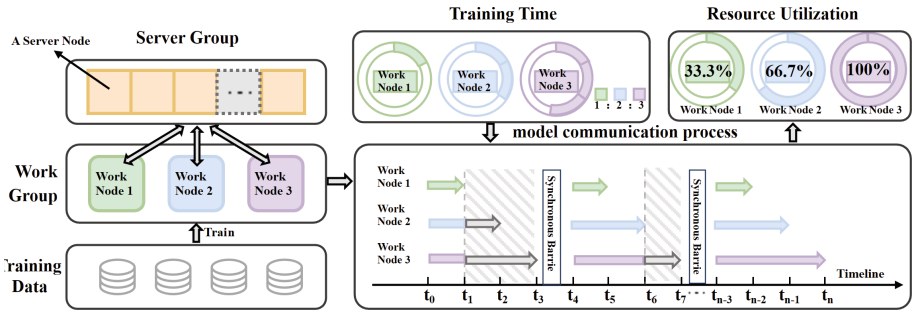 Training Time
Resource Utilization
Server Group
A Server Node
Work Node 1
Work Node 2
Work Node 3
1 : 2 : 3
33.3%
66.7%
100%
Work Node 1
Work Node 2
Work Node 3
model communication process
Work Group
Work Node 1
Work Node 2
Work Node 3
Train
Training Data
Work Node 1
Work Node 2
Work Node 3
Synchronous Barrie
Synchronous Barrie
Timeline
t0 t1 t2 t3 t4 t5 t6 t7 ···· tn-3 tn-2 tn-1 tn